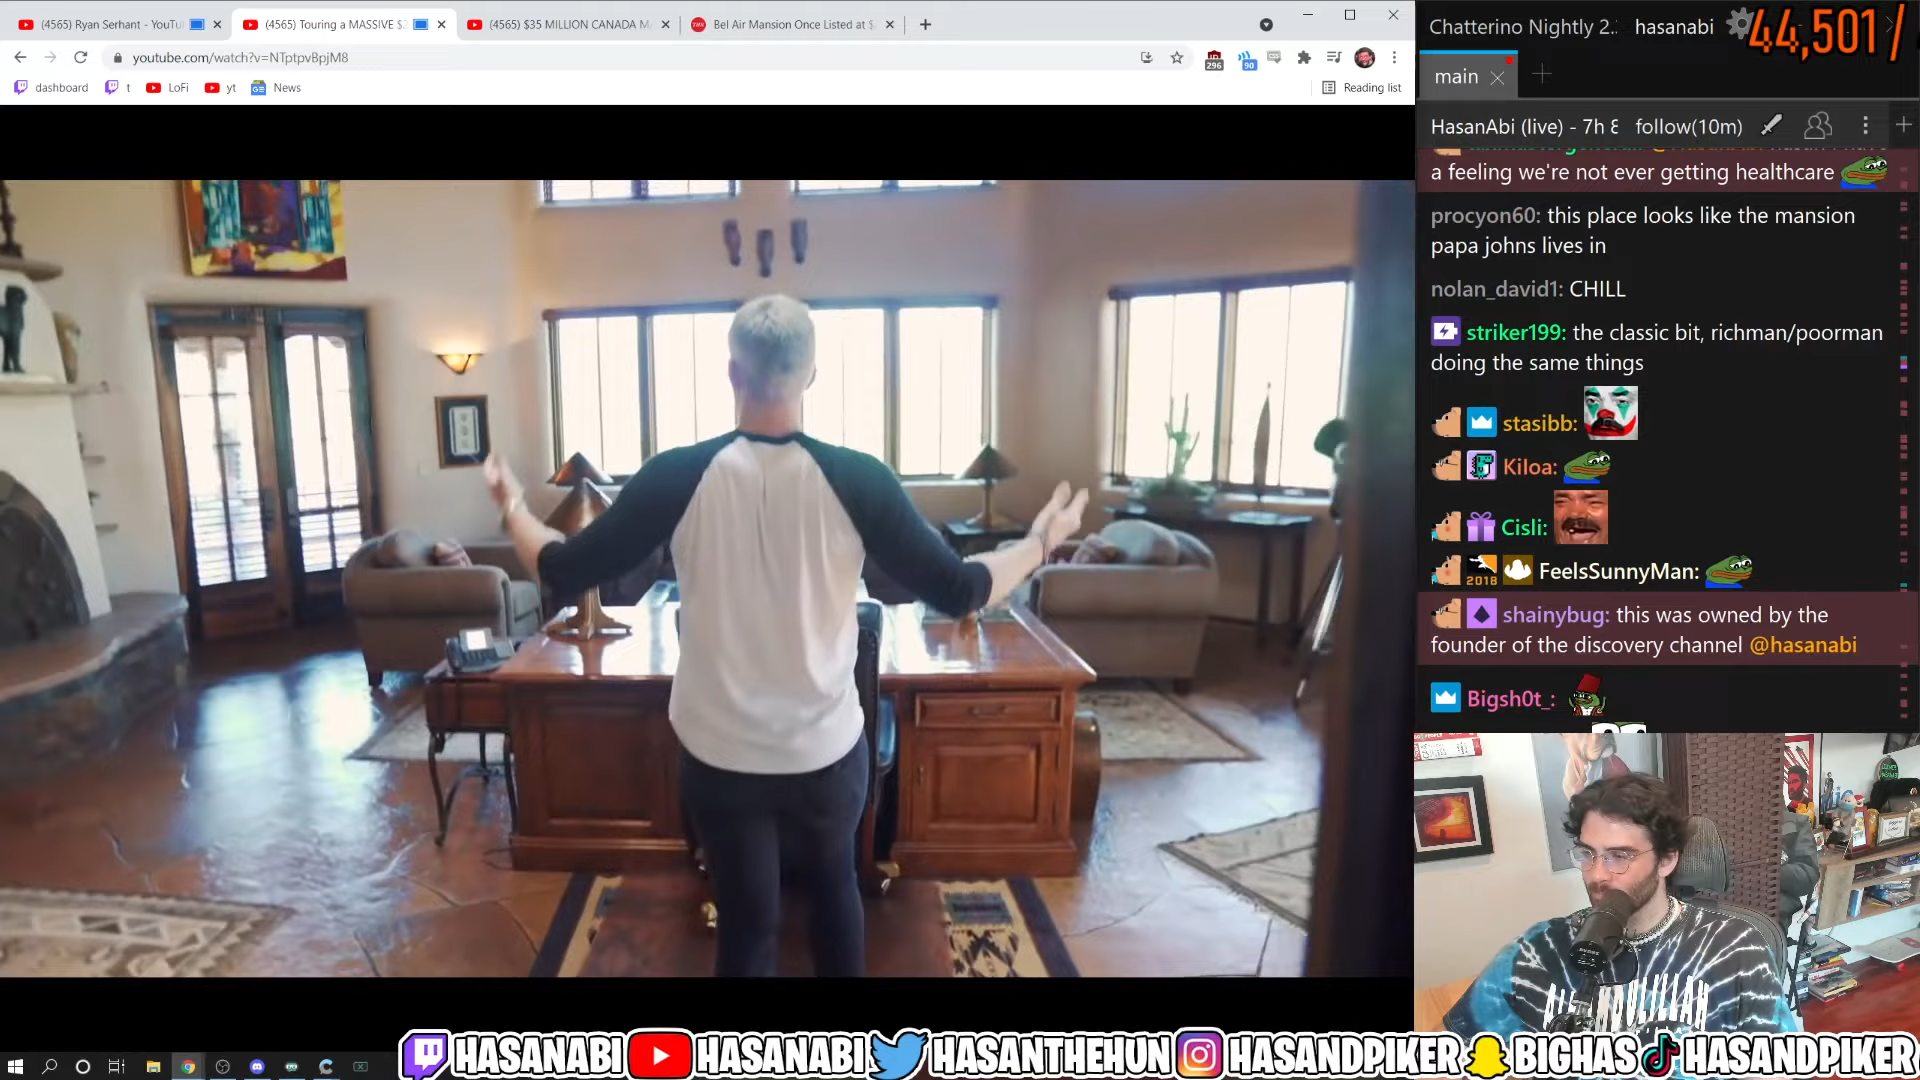 (4565) Ryan Serhant - YouTu
(4565) Touring a MASSIVE $2
(4565) $35 MILLION CANADA M
Bel Air Mansion Once Listed at $
youtube.com/watch?v=NTptpvBpjM8
296
90
dashboard
t
LoFi
yt
News
Reading list
Chatterino Nightly 2.
hasanabi
44,501 /
main
HasanAbi (live) - 7h 8
follow(10m)
a feeling we're not ever getting healthcare
procyon60: this place looks like the mansion
papa johns lives in
nolan_david1: CHILL
striker199: the classic bit, richman/poorman
doing the same things
stasibb:
Kiloa:
Cisli:
2018 FeelsSunnyMan:
shainybug: this was owned by the
founder of the discovery channel @hasanabi
Bigsh0t_:
HASANABI HASANABI HASANTHEHUN HASANDPIKER BIGHAS HASANDPIKER